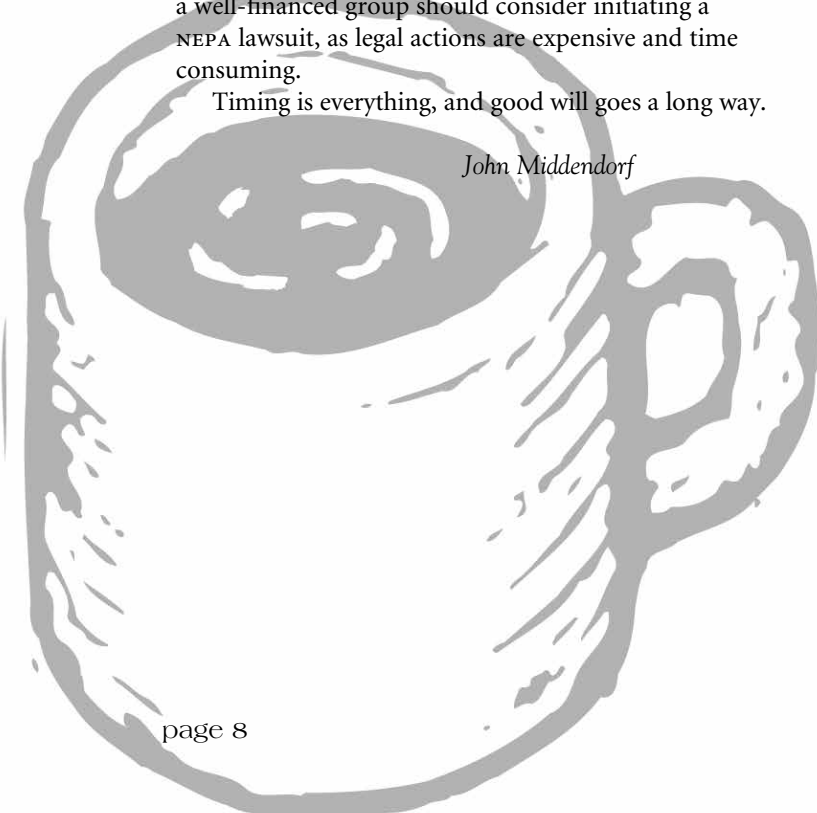 a well-financed group should consider initiating a
NEPA lawsuit, as legal actions are expensive and time
consuming.
Timing is everything, and good will goes a long way.
John Middendorf
page 8